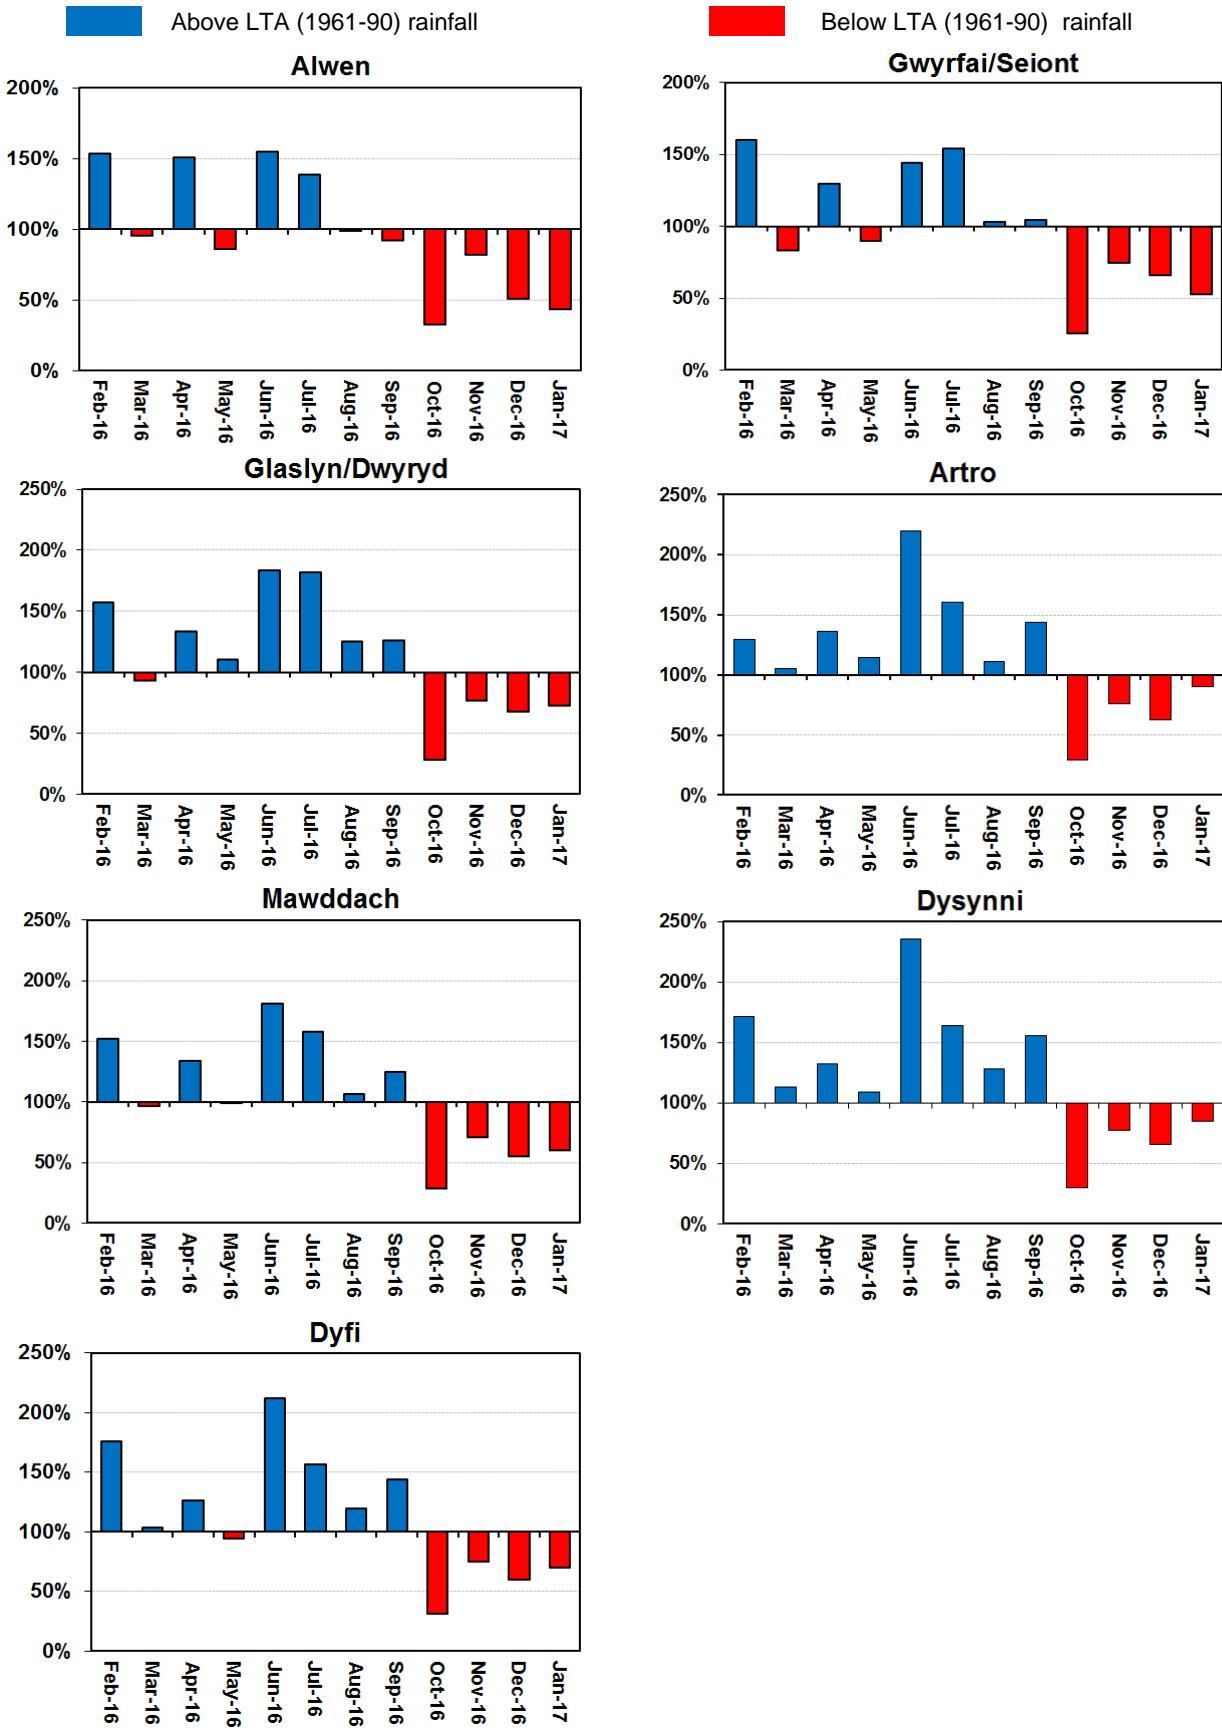 Above LTA (1961-90) rainfall
Below LTA (1961-90) rainfall
Alwen
200%
150%
100%
50%
0%
Feb-16
Mar-16
Apr-16
May-16
Jun-16
Jul-16
Aug-16
Sep-16
Oct-16
Nov-16
Dec-16
Jan-17
Gwyrfai/Seiont
200%
150%
100%
50%
0%
Feb-16
Mar-16
Apr-16
May-16
Jun-16
Jul-16
Aug-16
Sep-16
Oct-16
Nov-16
Dec-16
Jan-17
Glaslyn/Dwyryd
250%
200%
150%
100%
50%
0%
Feb-16
Mar-16
Apr-16
May-16
Jun-16
Jul-16
Aug-16
Sep-16
Oct-16
Nov-16
Dec-16
Jan-17
Artro
250%
200%
150%
100%
50%
0%
Feb-16
Mar-16
Apr-16
May-16
Jun-16
Jul-16
Aug-16
Sep-16
Oct-16
Nov-16
Dec-16
Jan-17
Mawddach
250%
200%
150%
100%
50%
0%
Feb-16
Mar-16
Apr-16
May-16
Jun-16
Jul-16
Aug-16
Sep-16
Oct-16
Nov-16
Dec-16
Jan-17
Dysynni
250%
200%
150%
100%
50%
0%
Feb-16
Mar-16
Apr-16
May-16
Jun-16
Jul-16
Aug-16
Sep-16
Oct-16
Nov-16
Dec-16
Jan-17
Dyfi
250%
200%
150%
100%
50%
0%
Feb-16
Mar-16
Apr-16
May-16
Jun-16
Jul-16
Aug-16
Sep-16
Oct-16
Nov-16
Dec-16
Jan-17